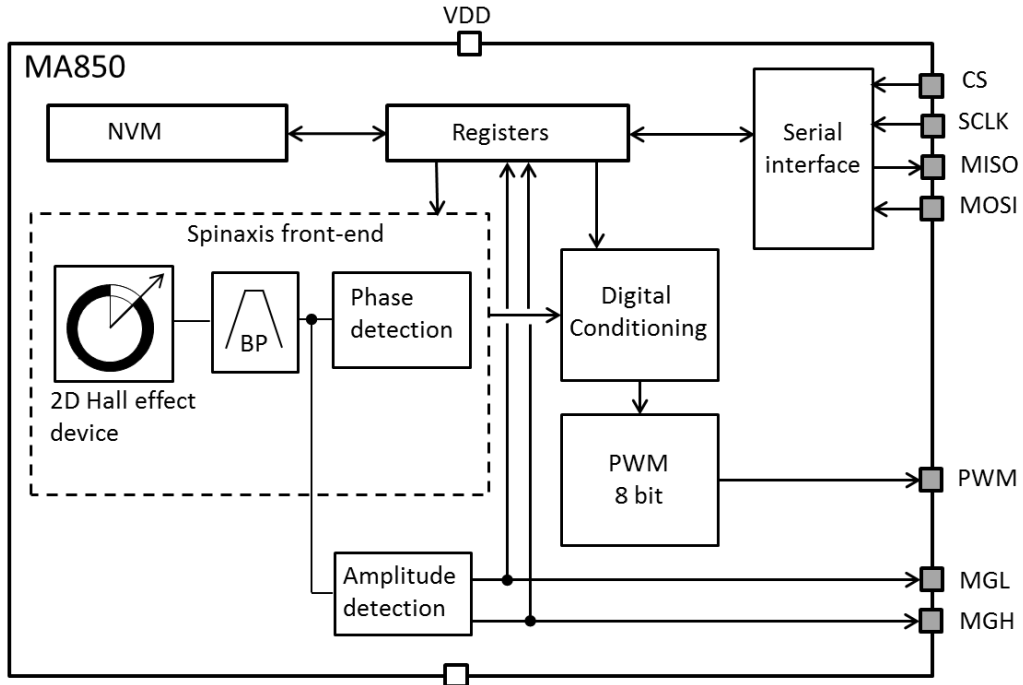 VDD
MA850
NVM
Registers
Serial
interface
CS
SCLK
MISO
MOSI
Spinaxis front-end
BP
Phase
detection
2D Hall effect
device
Digital
Conditioning
PWM
8 bit
PWM
Amplitude
detection
MGL
MGH